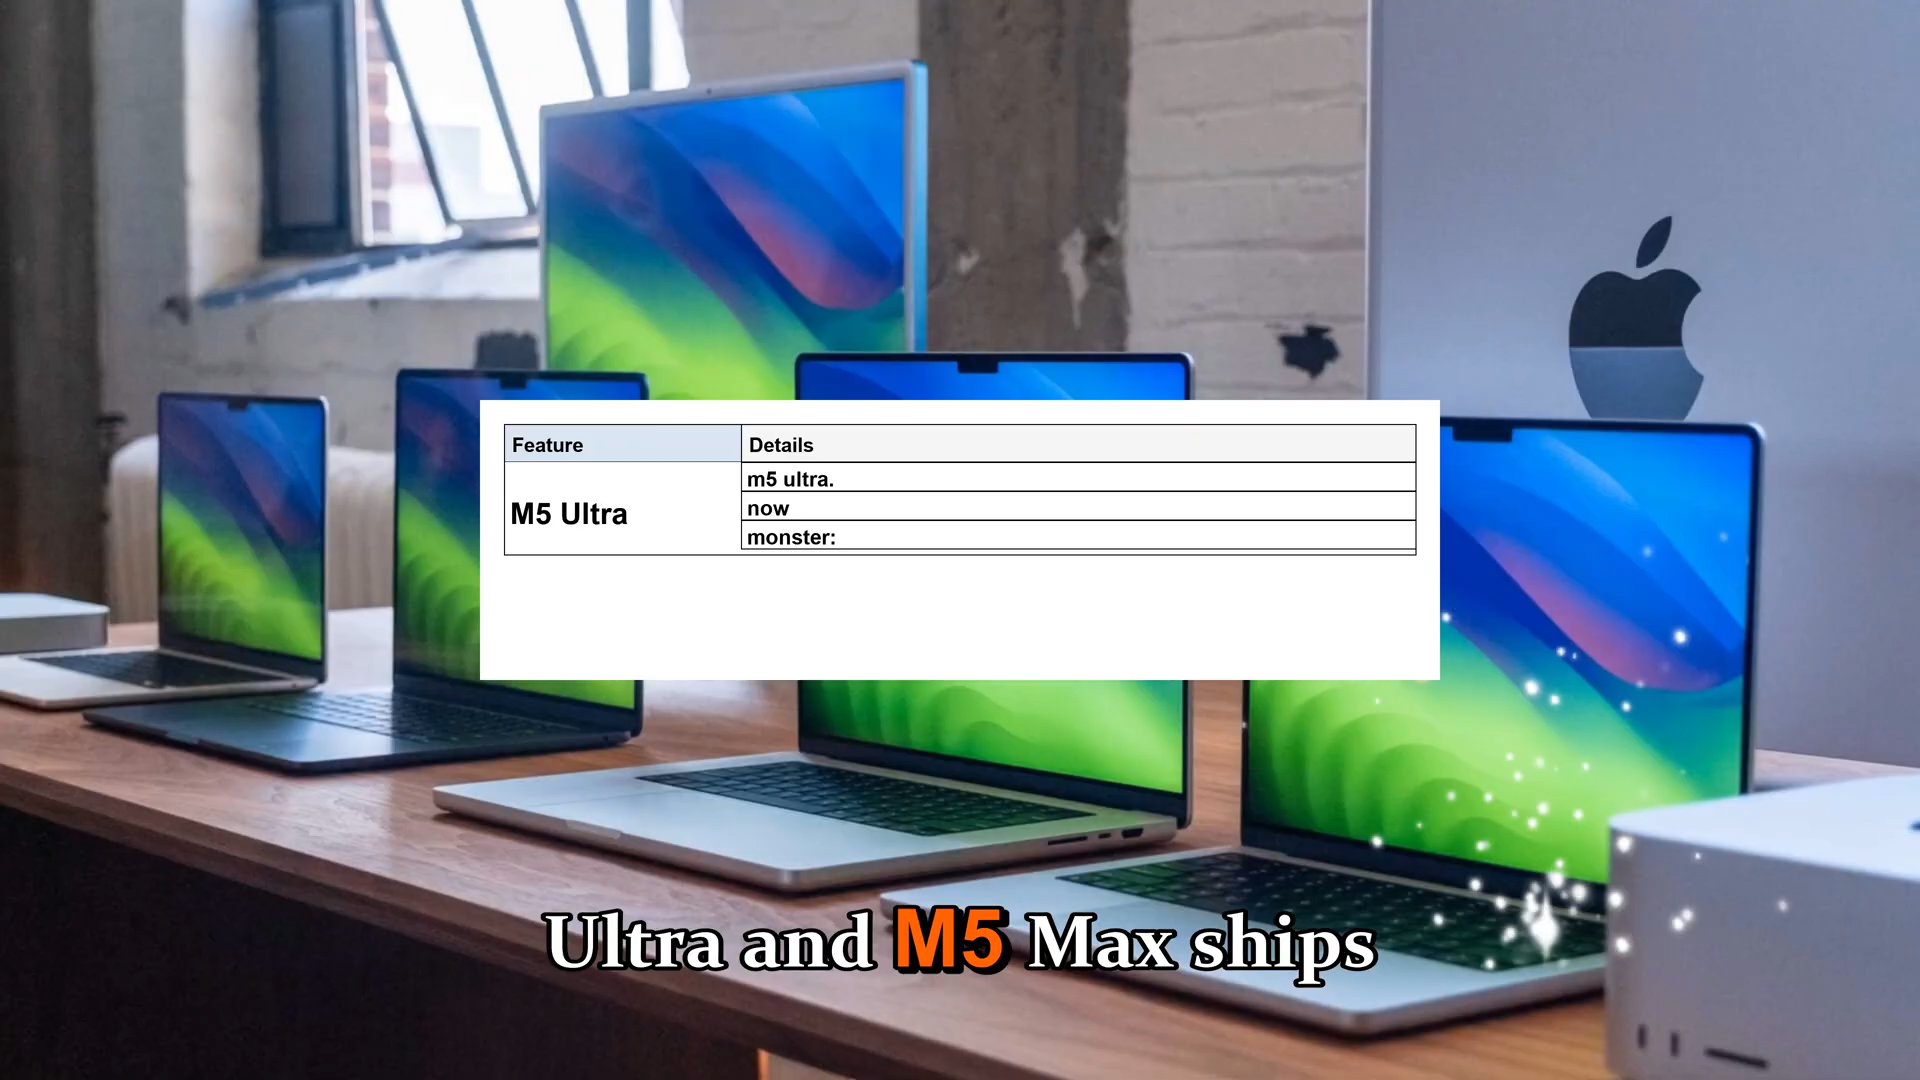 Feature Details
m5 ultra.
M5 Ultra now
monster:
Ultra and M5 Max ships